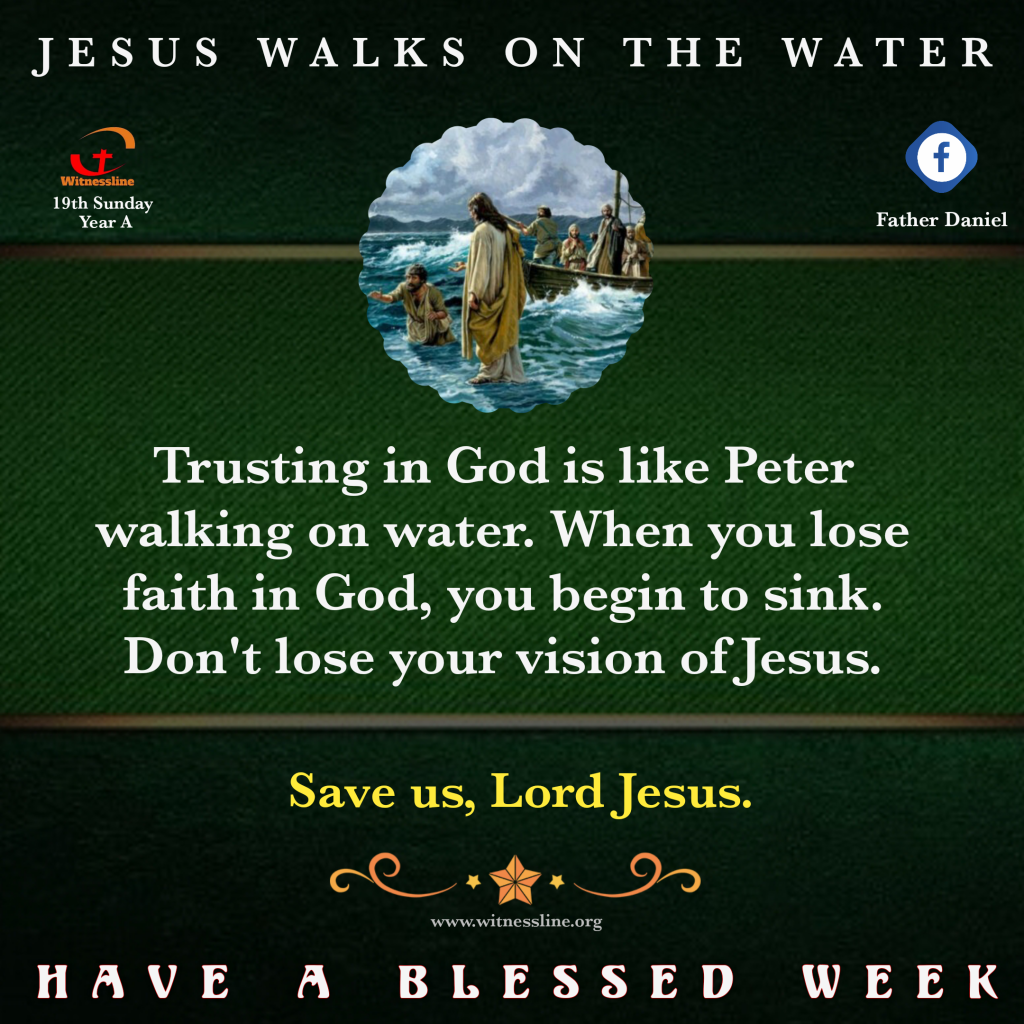 JESUS WALKS ON THE WATER
Witnessline
19th Sunday
Year A
f
Father Daniel
Trusting in God is like Peter
walking on water. When you lose
faith in God, you begin to sink.
Don't lose your vision of Jesus.
Save us, Lord Jesus.
www.witnessline.org
HAVE A BLESSED WEEK